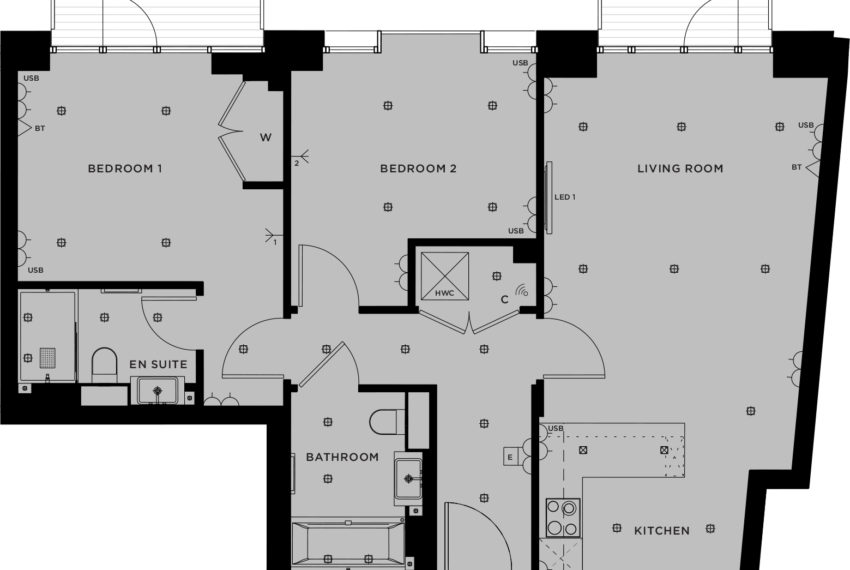 USB
USB
BT
W
USB
BT
2
BEDROOM 1
BEDROOM 2
LIVING ROOM
LED 1
USB
1
USB
HWC
C
EN SUITE
USB
BATHROOM
E
KITCHEN